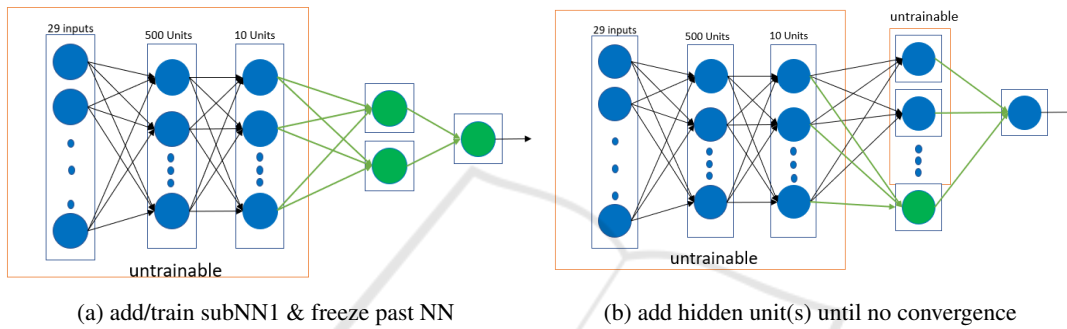 29 inputs
500 Units
10 Units
untrainable
(a) add/train subNN1 & freeze past NN
untrainable
29 inputs
500 Units
10 Units
untrainable
(b) add hidden unit(s) until no convergence